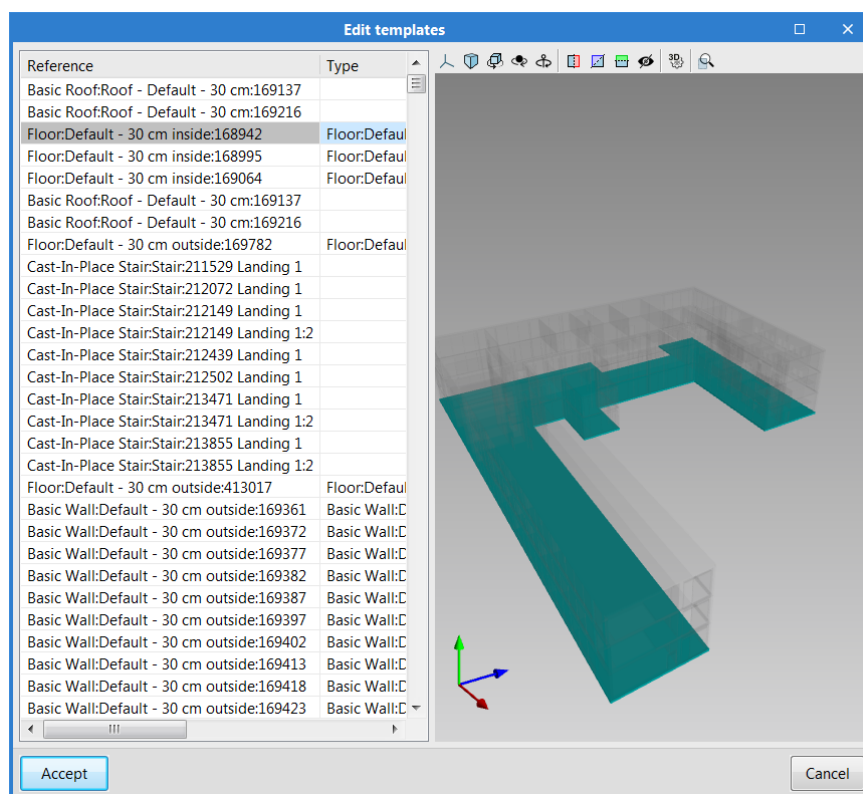 Edit templates
Reference Type
Basic Roof:Roof - Default - 30 cm:169137
Basic Roof:Roof - Default - 30 cm:169216
Floor:Default - 30 cm inside:168942 Floor:Defaul
Floor:Default - 30 cm inside:168995 Floor:Defaul
Floor:Default - 30 cm inside:169064 Floor:Defaul
Basic Roof:Roof - Default - 30 cm:169137
Basic Roof:Roof - Default - 30 cm:169216
Floor:Default - 30 cm outside:169782 Floor:Defaul
Cast-In-Place Stair:Stair:211529 Landing 1
Cast-In-Place Stair:Stair:212072 Landing 1
Cast-In-Place Stair:Stair:212149 Landing 1
Cast-In-Place Stair:Stair:212149 Landing 1:2
Cast-In-Place Stair:Stair:212439 Landing 1
Cast-In-Place Stair:Stair:212502 Landing 1
Cast-In-Place Stair:Stair:213471 Landing 1
Cast-In-Place Stair:Stair:213471 Landing 1:2
Cast-In-Place Stair:Stair:213855 Landing 1
Cast-In-Place Stair:Stair:213855 Landing 1:2
Floor:Default - 30 cm outside:413017 Floor:Defaul
Basic Wall:Default - 30 cm outside:169361 Basic Wall:D
Basic Wall:Default - 30 cm outside:169372 Basic Wall:D
Basic Wall:Default - 30 cm outside:169377 Basic Wall:D
Basic Wall:Default - 30 cm outside:169382 Basic Wall:D
Basic Wall:Default - 30 cm outside:169387 Basic Wall:D
Basic Wall:Default - 30 cm outside:169397 Basic Wall:D
Basic Wall:Default - 30 cm outside:169402 Basic Wall:D
Basic Wall:Default - 30 cm outside:169413 Basic Wall:D
Basic Wall:Default - 30 cm outside:169418 Basic Wall:D
Basic Wall:Default - 30 cm outside:169423 Basic Wall:D
3D
Accept
Cancel